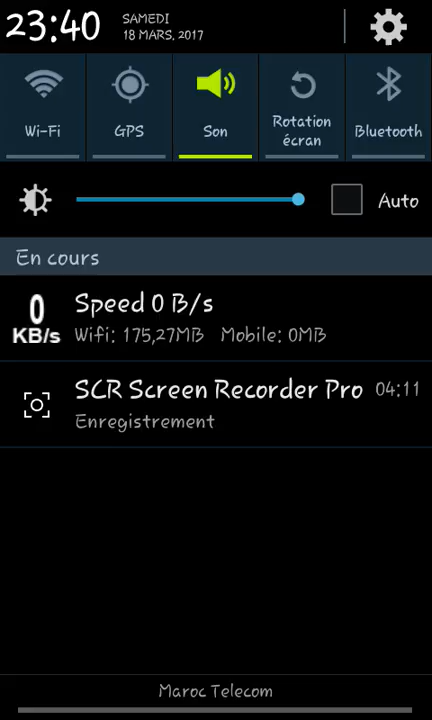 23:40
SAMEDI
18 MARS, 2017
Wi-Fi
GPS
Son
Rotation
écran
Bluetooth
Auto
En cours
0
KB/s
Speed 0 B/s
Wifi: 175,27MB Mobile: 0MB
SCR Screen Recorder Pro 04:11
Enregistrement
Maroc Telecom